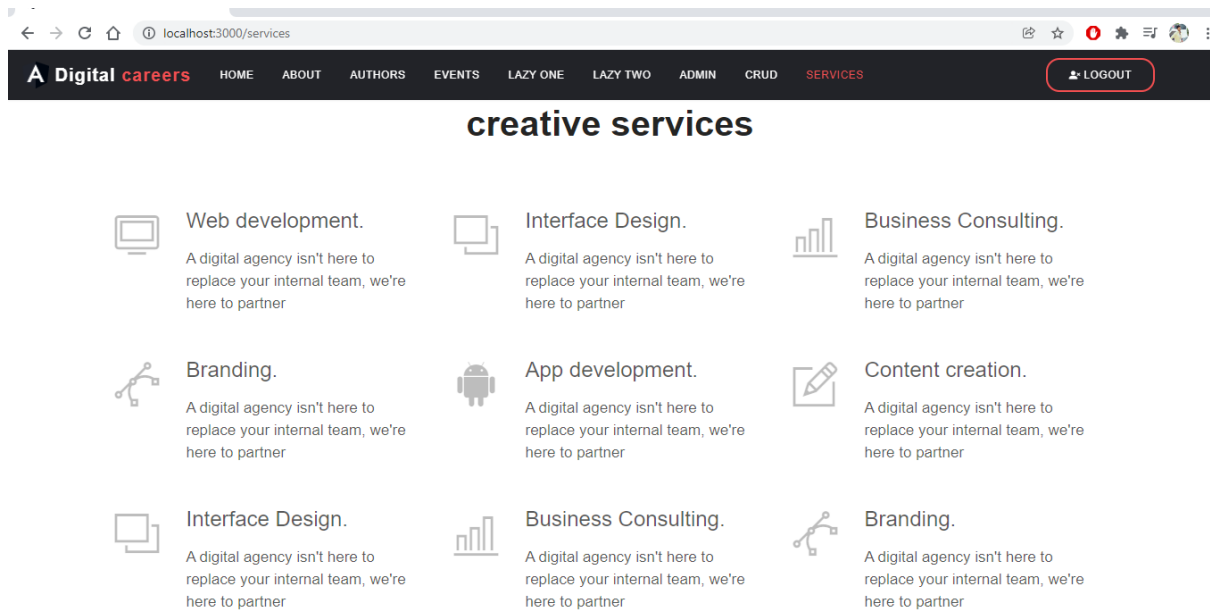 localhost:3000/services
A Digital careers HOME ABOUT AUTHORS EVENTS LAZY ONE LAZY TWO ADMIN CRUD SERVICES LOGOUT
creative services
Web development.
A digital agency isn't here to
replace your internal team, we're
here to partner
Interface Design.
A digital agency isn't here to
replace your internal team, we're
here to partner
Business Consulting.
A digital agency isn't here to
replace your internal team, we're
here to partner
Branding.
A digital agency isn't here to
replace your internal team, we're
here to partner
App development.
A digital agency isn't here to
replace your internal team, we're
here to partner
Content creation.
A digital agency isn't here to
replace your internal team, we're
here to partner
Interface Design.
A digital agency isn't here to
replace your internal team, we're
here to partner
Business Consulting.
A digital agency isn't here to
replace your internal team, we're
here to partner
Branding.
A digital agency isn't here to
replace your internal team, we're
here to partner